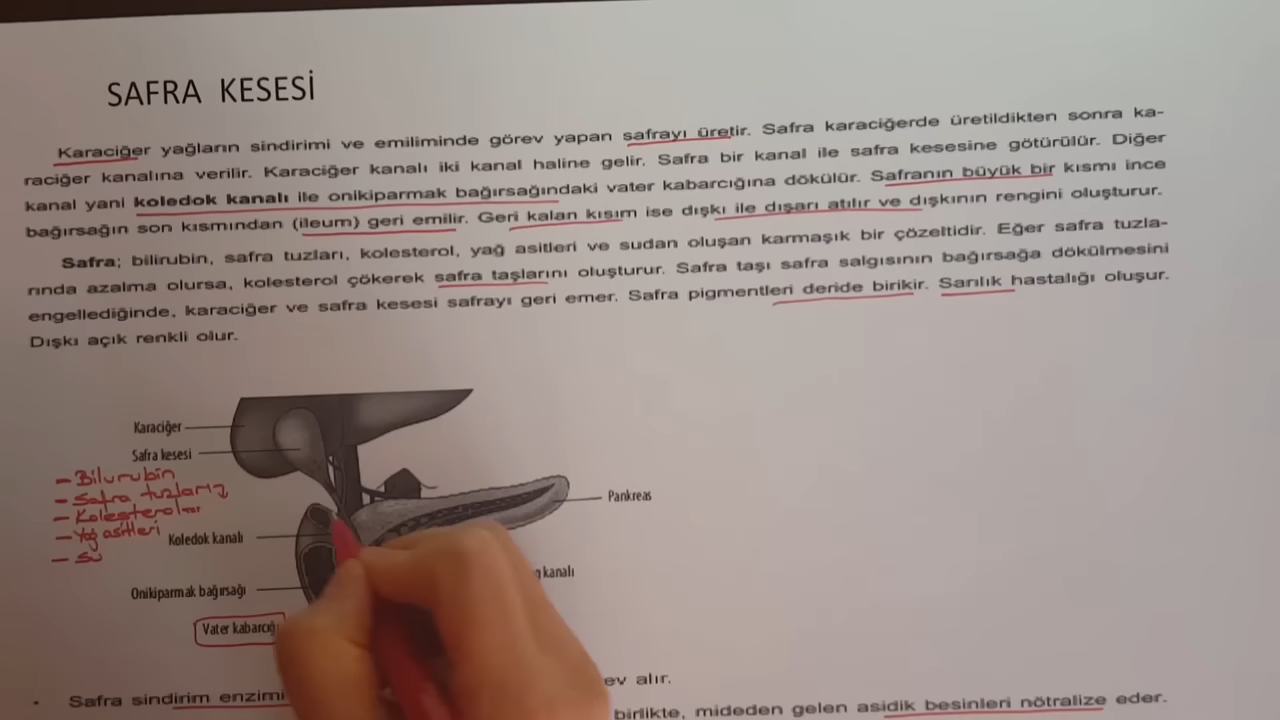 SAFRA KESESİ
Karaciğer yağların sindirimi ve emiliminde görev yapan safrayı üretir. Safra karaciğerde üretildikten sonra ka-
raciğer kanalına verilir. Karaciğer kanalı iki kanal haline gelir. Safra bir kanal ile safra kesesine götürülür. Diğer
kanal yani koledok kanalı ile onikiparmak bağırsağındaki vater kabarcığına dökülür. Safranın büyük bir kısmı ince
bağırsağın son kısmından (ileum) geri emilir. Geri kalan kısım ise dışkı ile dışarı atılır ve dışkının rengini oluşturur.
Safra; bilirubin, safra tuzları, kolesterol, yağ asitleri ve sudan oluşan karmaşık bir çözeltidir. Eğer safra tuzla-
rında azalma olursa, kolesterol çökerek safra taşlarını oluşturur. Safra taşı safra salgısının bağırsağa dökülmesini
engellediğinde, karaciğer ve safra kesesi safrayı geri emer. Safra pigmentleri deride birikir. Sarılık hastalığı oluşur.
Dışkı açık renkli olur.
Karaciğer
Safra kesesi
- Bilurubin
- Safra tuzları
- Kolesterol
- Yağ asitleri
- Su
Pankreas
Koledok kanalı
kanalı
Onikiparmak bağırsağı
Vater kabarcığı
• Safra sindirim enzimi
ev alır.
birlikte, mideden gelen asidik besinleri nötralize eder.